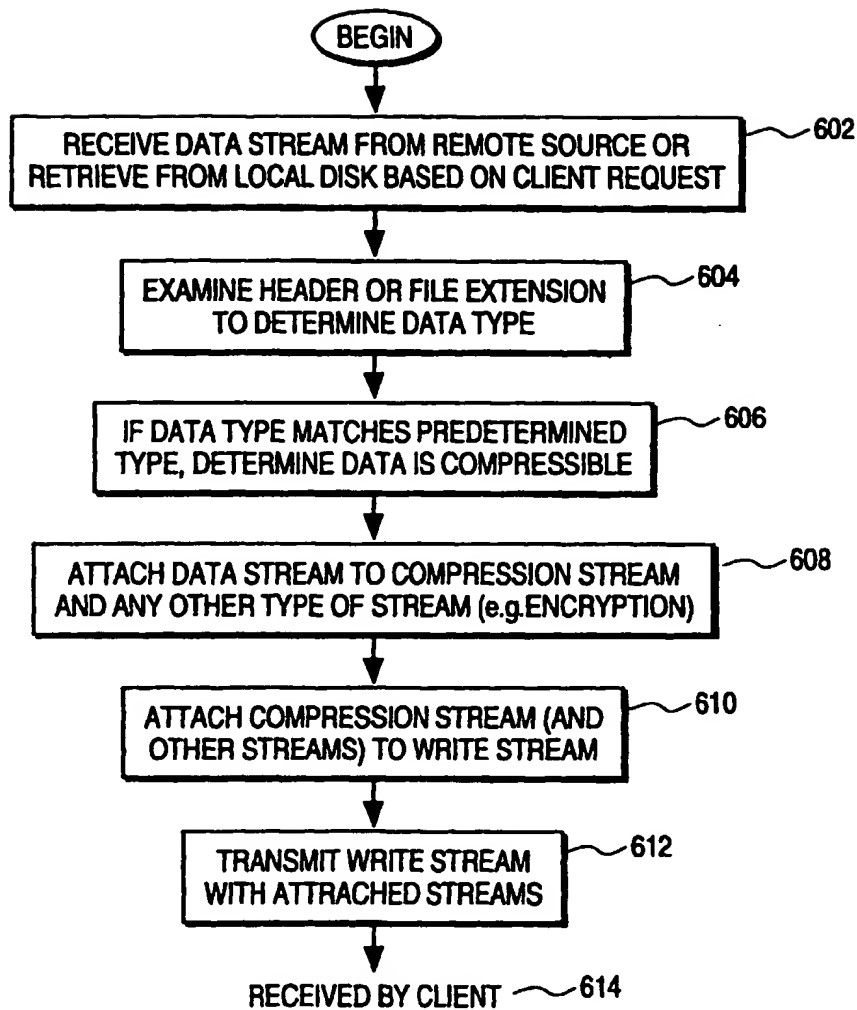 BEGIN
RECEIVE DATA STREAM FROM REMOTE SOURCE OR
RETRIEVE FROM LOCAL DISK BASED ON CLIENT REQUEST
602
EXAMINE HEADER OR FILE EXTENSION
TO DETERMINE DATA TYPE
604
IF DATA TYPE MATCHES PREDETERMINED
TYPE, DETERMINE DATA IS COMPRESSIBLE
606
ATTACH DATA STREAM TO COMPRESSION STREAM
AND ANY OTHER TYPE OF STREAM (e.g.ENCRYPTION)
608
ATTACH COMPRESSION STREAM (AND
OTHER STREAMS) TO WRITE STREAM
610
TRANSMIT WRITE STREAM
WITH ATTRACHED STREAMS
612
RECEIVED BY CLIENT
614